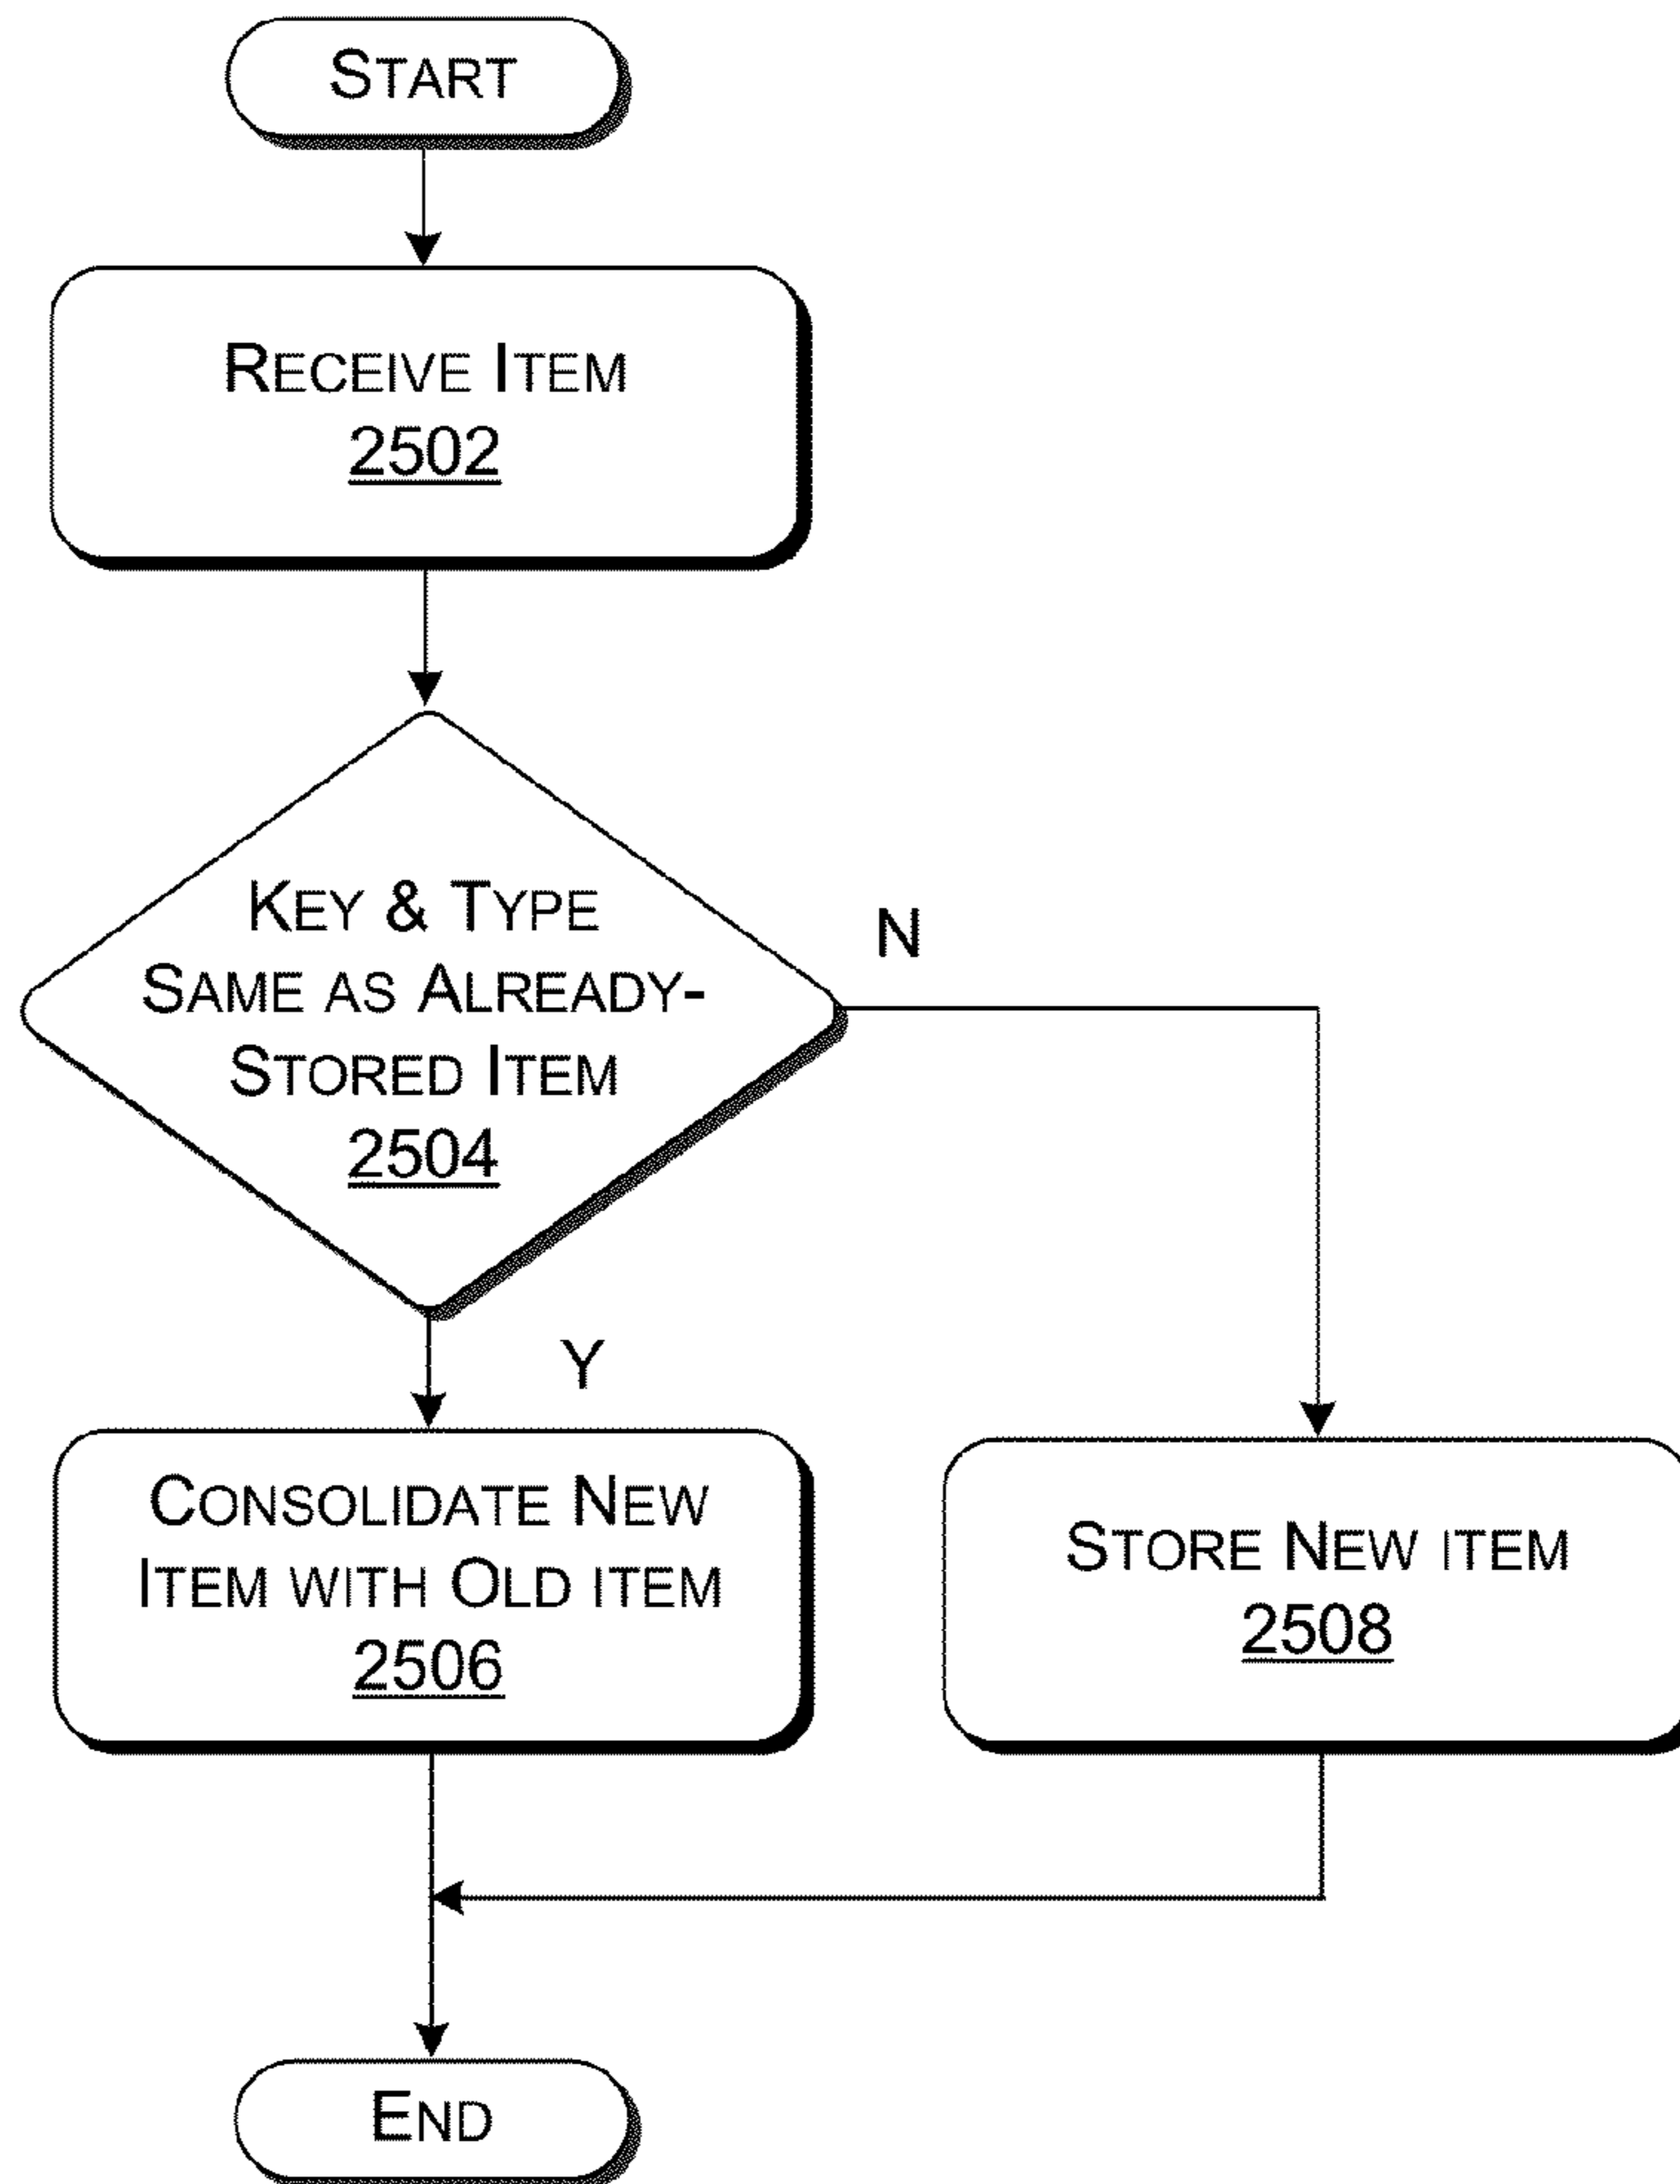 START
RECEIVE ITEM
2502
KEY & TYPE
SAME AS ALREADY-
STORED ITEM
2504
N
Y
CONSOLIDATE NEW
ITEM WITH OLD ITEM
2506
STORE NEW ITEM
2508
END